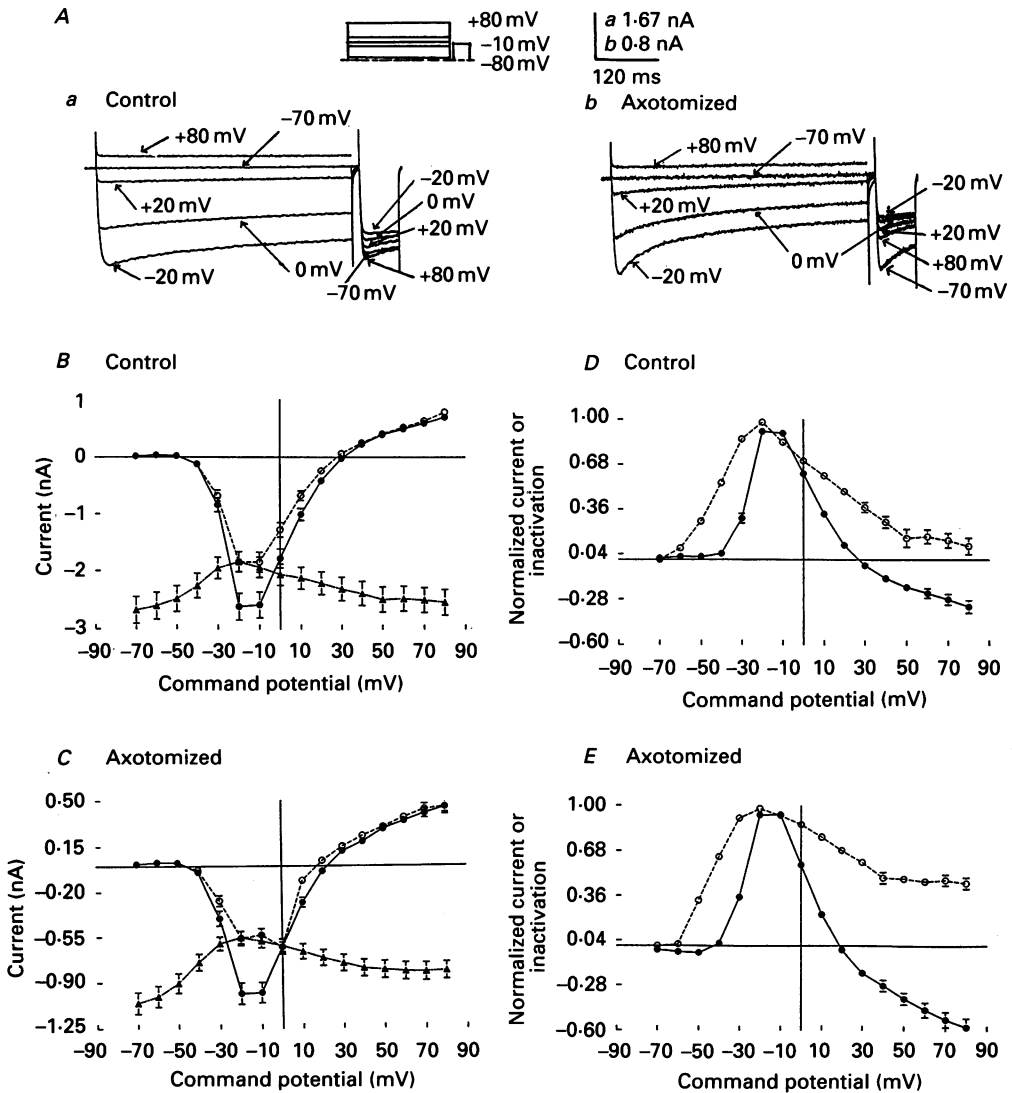 A
+80 mV
−10 mV
−80 mV
a 1·67 nA
b 0·8 nA
120 ms
a Control
+80 mV
−70 mV
+20 mV
−20 mV
0 mV
−20 mV
0 mV
+20 mV
+80 mV
−70 mV
b Axotomized
+80 mV
−70 mV
+20 mV
−20 mV
0 mV
−20 mV
+20 mV
+80 mV
−70 mV
B Control
Current (nA)
1
0
−1
−2
−3
−90 −70 −50 −30 −10 10 30 50 70 90
Command potential (mV)
D Control
Normalized current or
inactivation
1·00
0·68
0·36
0·04
−0·28
−0·60
−90 −70 −50 −30 −10 10 30 50 70 90
Command potential (mV)
C Axotomized
Current (nA)
0·50
0·15
−0·20
−0·55
−0·90
−1·25
−90 −70 −50 −30 −10 10 30 50 70 90
Command potential (mV)
E Axotomized
Normalized current or
inactivation
1·00
0·68
0·36
0·04
−0·28
−0·60
−90 −70 −50 −30 −10 10 30 50 70 90
Command potential (mV)